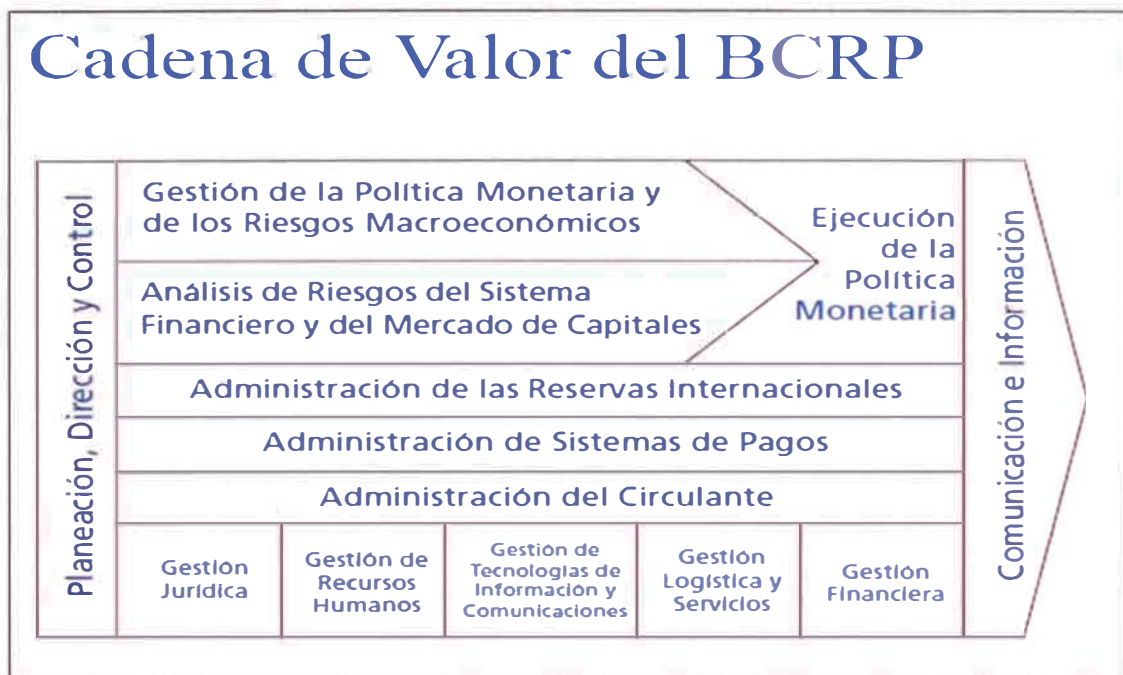 Cadena de Valor del BCRP
Planeación, Dirección y Control
Gestión de la Política Monetaria y
de los Riesgos Macroeconómicos
Análisis de Riesgos del Sistema
Financiero y del Mercado de Capitales
Ejecución
de la
Política
Monetaria
Administración de las Reservas Internacionales
Administración de Sistemas de Pagos
Administración del Circulante
Gestión
Jurídica
Gestión de
Recursos
Humanos
Gestión de
Tecnologías de
Información y
Comunicaciones
Gestión
Logística y
Servicios
Gestión
Financiera
Comunicación e Información